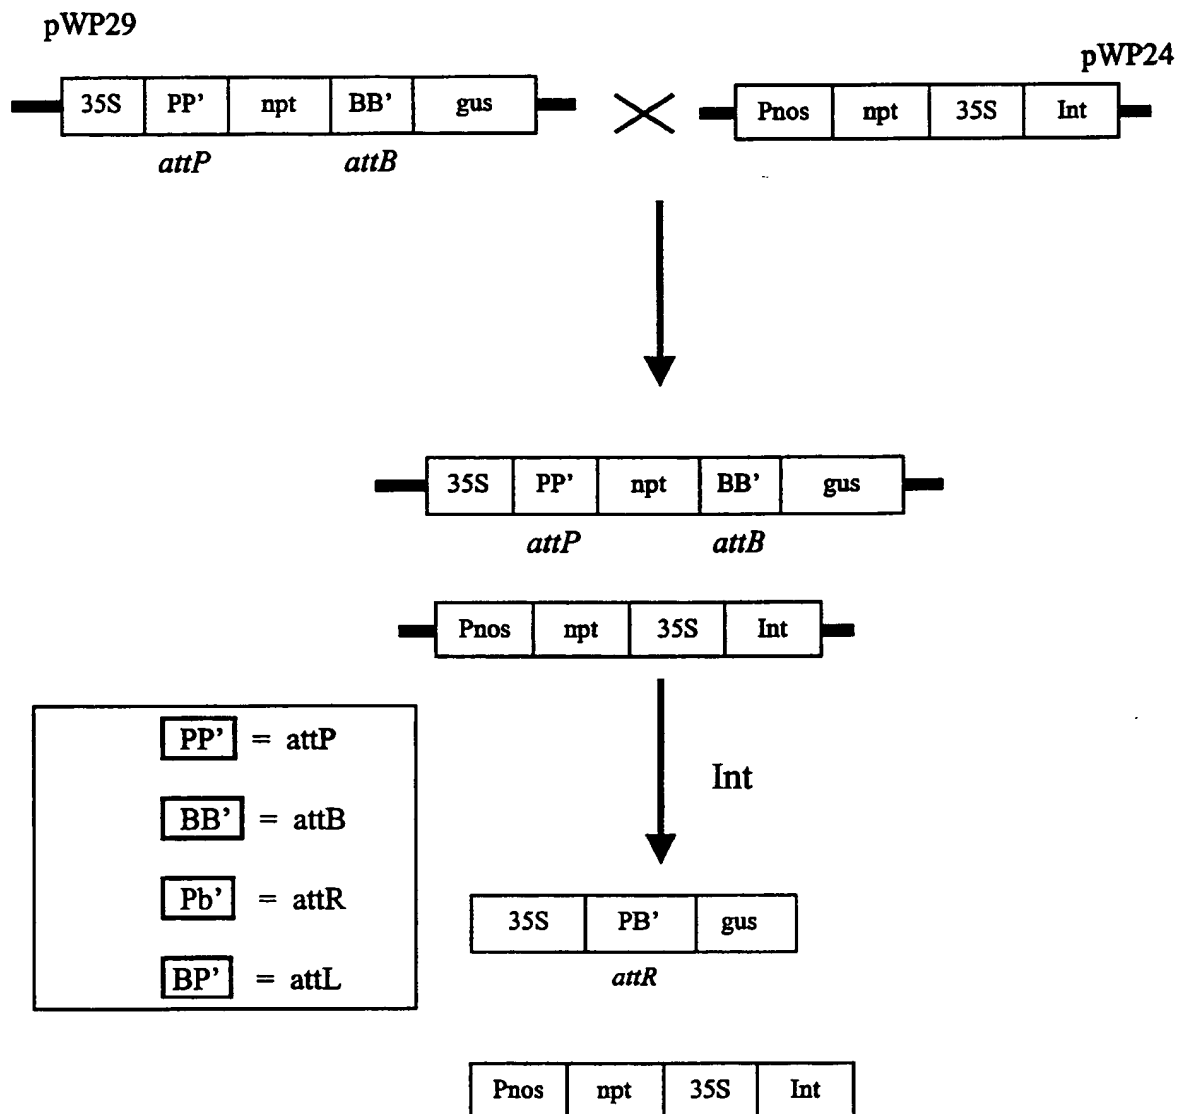 pWP29
pWP24
35S PP' npt BB' gus
Pnos npt 35S Int
attP attB
35S PP' npt BB' gus
attP attB
Pnos npt 35S Int
PP' = attP
BB' = attB
Pb' = attR
BP' = attL
Int
35S PB' gus
attR
Pnos npt 35S Int